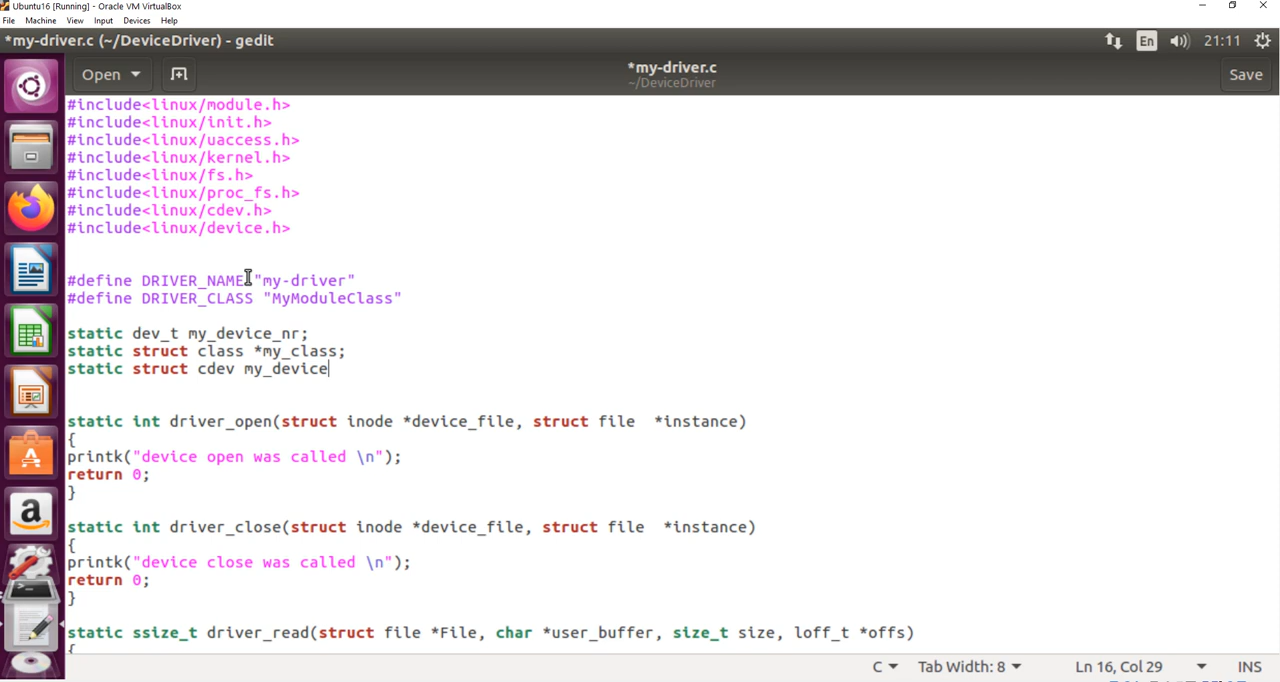 Ubuntu16 [Running] - Oracle VM VirtualBox
File Machine View Input Devices Help
*my-driver.c (~/DeviceDriver) - gedit
En 21:11
Open
*my-driver.c
~/DeviceDriver
Save
#include<linux/module.h>
#include<linux/init.h>
#include<linux/uaccess.h>
#include<linux/kernel.h>
#include<linux/fs.h>
#include<linux/proc_fs.h>
#include<linux/cdev.h>
#include<linux/device.h>
#define DRIVER_NAME "my-driver"
#define DRIVER_CLASS "MyModuleClass"
static dev_t my_device_nr;
static struct class *my_class;
static struct cdev my_device
static int driver_open(struct inode *device_file, struct file  *instance)
{
printk("device open was called \n");
return 0;
}
static int driver_close(struct inode *device_file, struct file  *instance)
{
printk("device close was called \n");
return 0;
}
static ssize_t driver_read(struct file *File, char *user_buffer, size_t size, loff_t *offs)
{
C Tab Width: 8 Ln 16, Col 29 INS